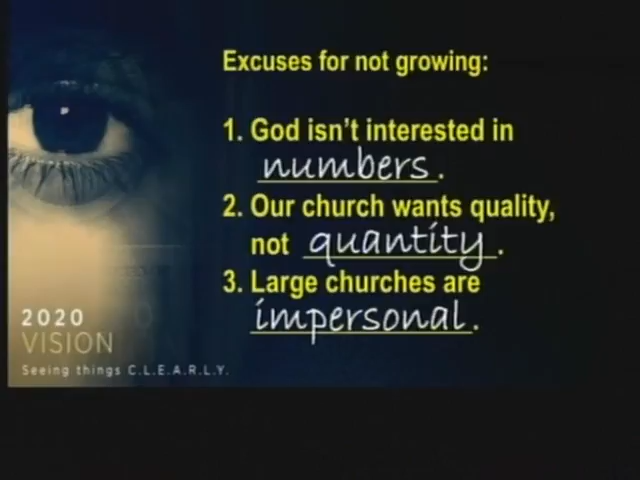 Excuses for not growing:
1. God isn't interested in
numbers.
2. Our church wants quality,
not quantity.
3. Large churches are
impersonal.
2020
VISION
Seeing things C.L.E.A.R.L.Y.